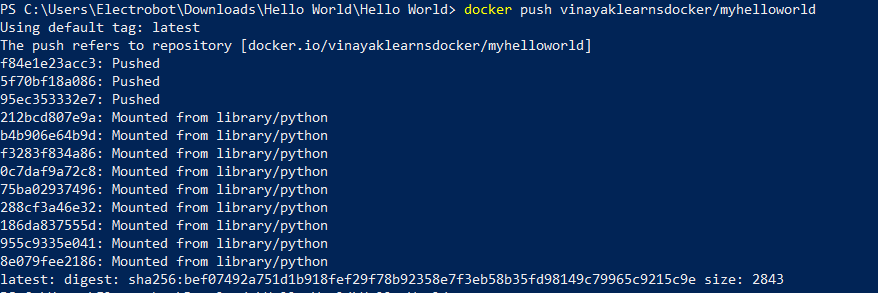 PS C:\Users\Electrobot\Downloads\Hello World\Hello World> docker push vinayaklearnsdocker/myhelloworld
Using default tag: latest
The push refers to repository [docker.io/vinayaklearnsdocker/myhelloworld]
f84e1e23acc3: Pushed
5f70bf18a086: Pushed
95ec353332e7: Pushed
212bcd807e9a: Mounted from library/python
b4b906e64b9d: Mounted from library/python
f3283f834a86: Mounted from library/python
0c7daf9a72c8: Mounted from library/python
75ba02937496: Mounted from library/python
288cf3a46e32: Mounted from library/python
186da837555d: Mounted from library/python
955c9335e041: Mounted from library/python
8e079fee2186: Mounted from library/python
latest: digest: sha256:bef07492a751d1b918fef29f78b92358e7f3eb58b35fd98149c79965c9215c9e size: 2843